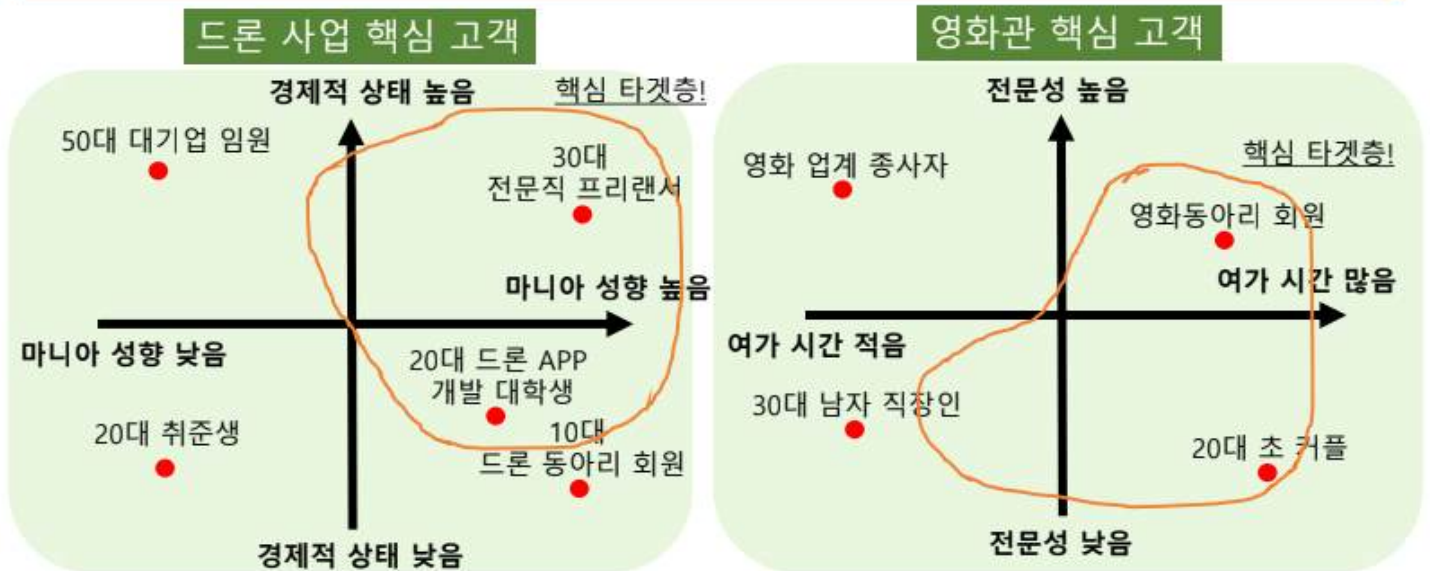 드론 사업 핵심 고객
경제적 상태 높음
핵심 타겟층!
50대 대기업 임원
30대
전문직 프리랜서
마니아 성향 높음
마니아 성향 낮음
20대 드론 APP
개발 대학생
20대 취준생
10대
드론 동아리 회원
경제적 상태 낮음
영화관 핵심 고객
전문성 높음
핵심 타겟층!
영화 업계 종사자
영화동아리 회원
여가 시간 많음
여가 시간 적음
30대 남자 직장인
20대 초 커플
전문성 낮음